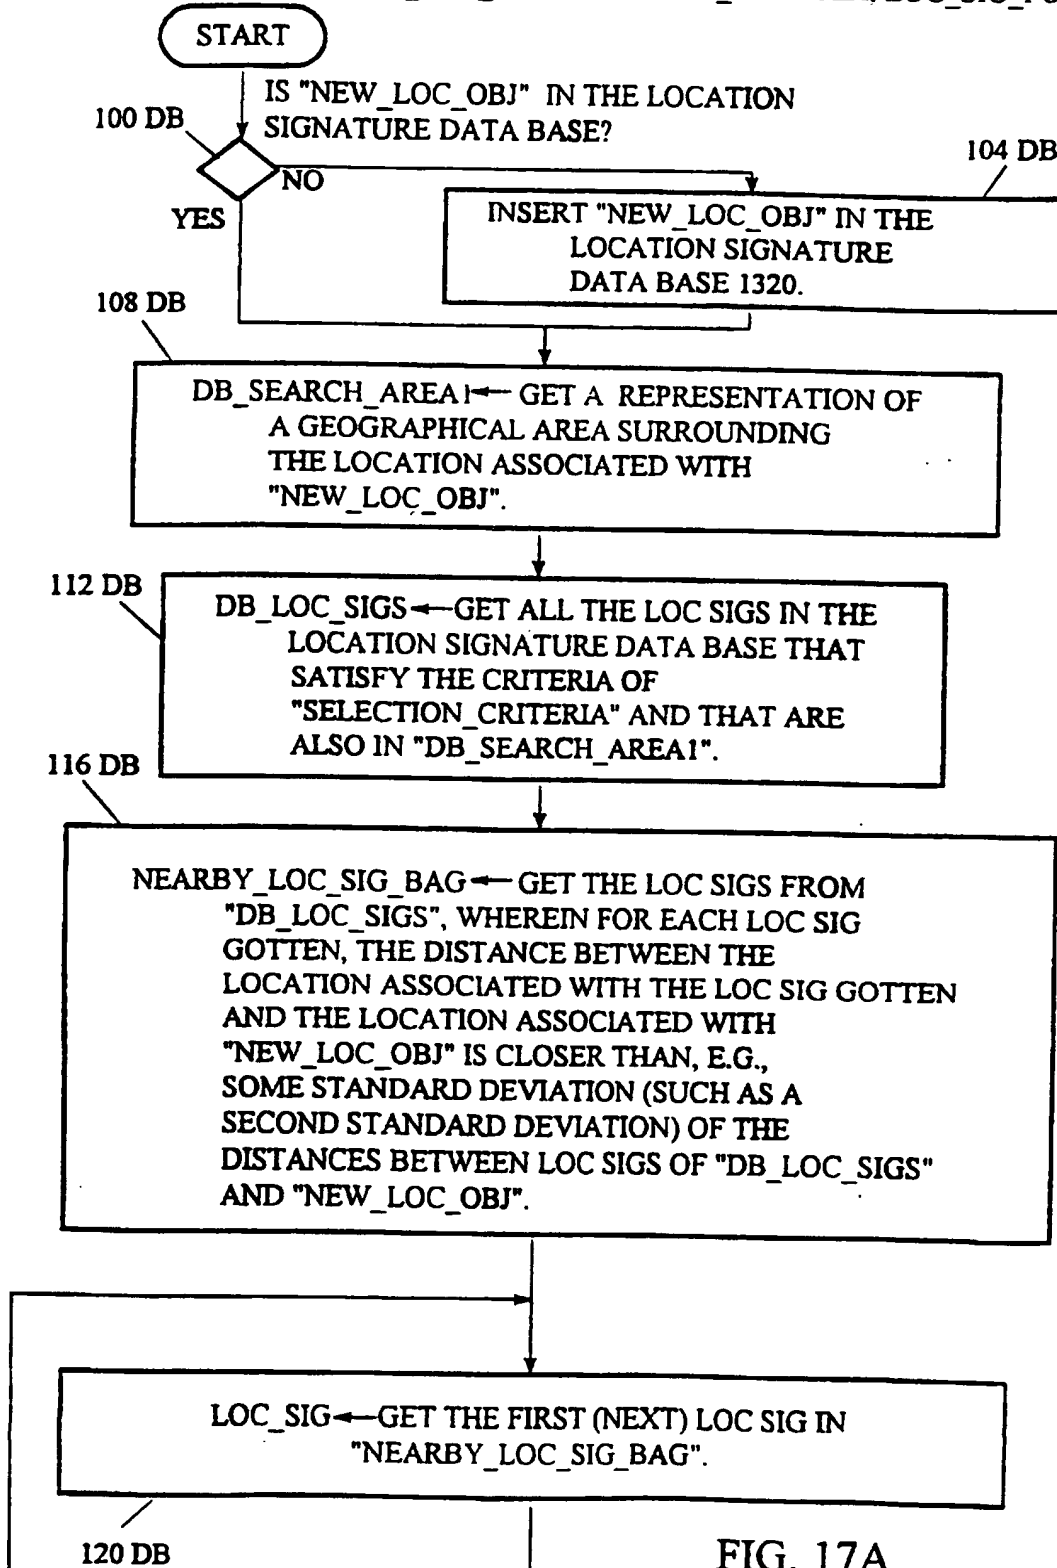 START
IS "NEW_LOC_OBJ" IN THE LOCATION
SIGNATURE DATA BASE?
100 DB
NO
YES
104 DB
INSERT "NEW_LOC_OBJ" IN THE
LOCATION SIGNATURE
DATA BASE 1320.
108 DB
DB_SEARCH_AREA1← GET A REPRESENTATION OF
A GEOGRAPHICAL AREA SURROUNDING
THE LOCATION ASSOCIATED WITH
"NEW_LOC_OBJ".
112 DB
DB_LOC_SIGS←GET ALL THE LOC SIGS IN THE
LOCATION SIGNATURE DATA BASE THAT
SATISFY THE CRITERIA OF
"SELECTION_CRITERIA" AND THAT ARE
ALSO IN "DB_SEARCH_AREA1".
116 DB
NEARBY_LOC_SIG_BAG← GET THE LOC SIGS FROM
"DB_LOC_SIGS", WHEREIN FOR EACH LOC SIG
GOTTEN, THE DISTANCE BETWEEN THE
LOCATION ASSOCIATED WITH THE LOC SIG GOTTEN
AND THE LOCATION ASSOCIATED WITH
"NEW_LOC_OBJ" IS CLOSER THAN, E.G.,
SOME STANDARD DEVIATION (SUCH AS A
SECOND STANDARD DEVIATION) OF THE
DISTANCES BETWEEN LOC SIGS OF "DB_LOC_SIGS"
AND "NEW_LOC_OBJ".
LOC_SIG←GET THE FIRST (NEXT) LOC SIG IN
"NEARBY_LOC_SIG_BAG".
120 DB
FIG. 17A